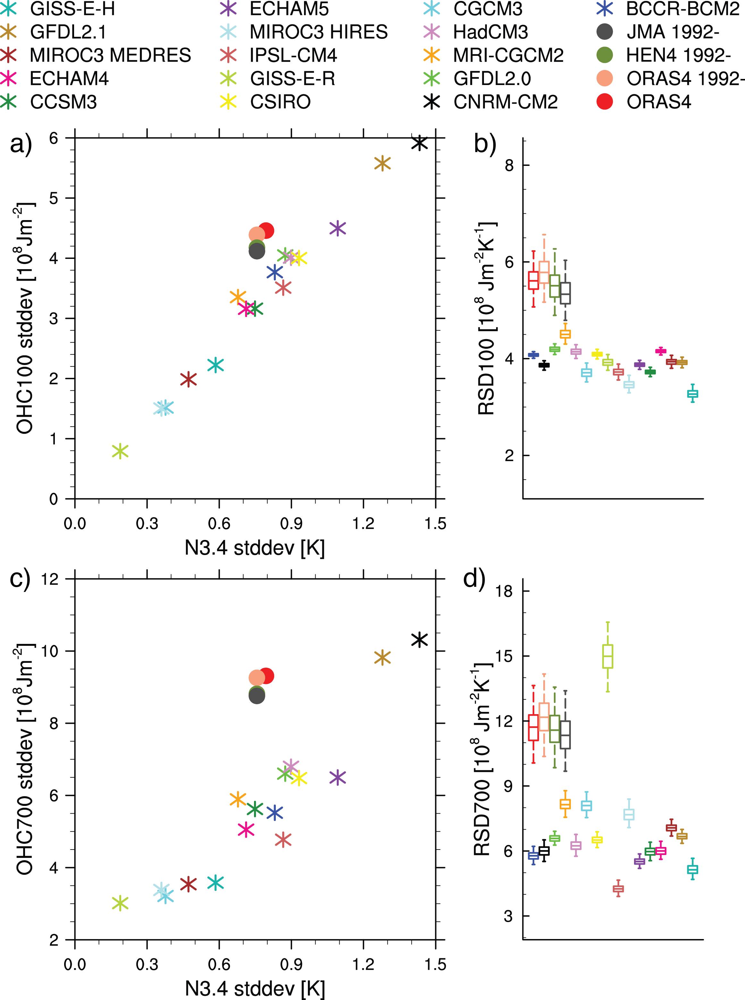 GISS-E-H ECHAM5 CGCM3 BCCR-BCM2
GFDL2.1 MIROC3 HIRES HadCM3 JMA 1992-
MIROC3 MEDRES IPSL-CM4 MRI-CGCM2 HEN4 1992-
ECHAM4 GISS-E-R GFDL2.0 ORAS4 1992-
CCSM3 CSIRO CNRM-CM2 ORAS4
a)
OHC100 stddev [10⁸ Jm⁻²]
6
5
4
3
2
1
0
0.0 0.3 0.6 0.9 1.2 1.5
N3.4 stddev [K]
b)
RSD100 [10⁸ Jm⁻²K⁻¹]
8
6
4
2
c)
OHC700 stddev [10⁸ Jm⁻²]
12
10
8
6
4
2
0.0 0.3 0.6 0.9 1.2 1.5
N3.4 stddev [K]
d)
RSD700 [10⁸ Jm⁻²K⁻¹]
18
15
12
9
6
3